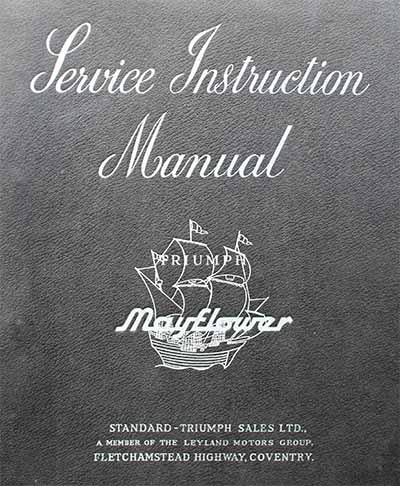 Service Instruction
Manual
TRIUMPH
Mayflower
STANDARD-TRIUMPH SALES LTD.,
A MEMBER OF THE LEYLAND MOTORS GROUP,
FLETCHAMSTEAD HIGHWAY, COVENTRY.